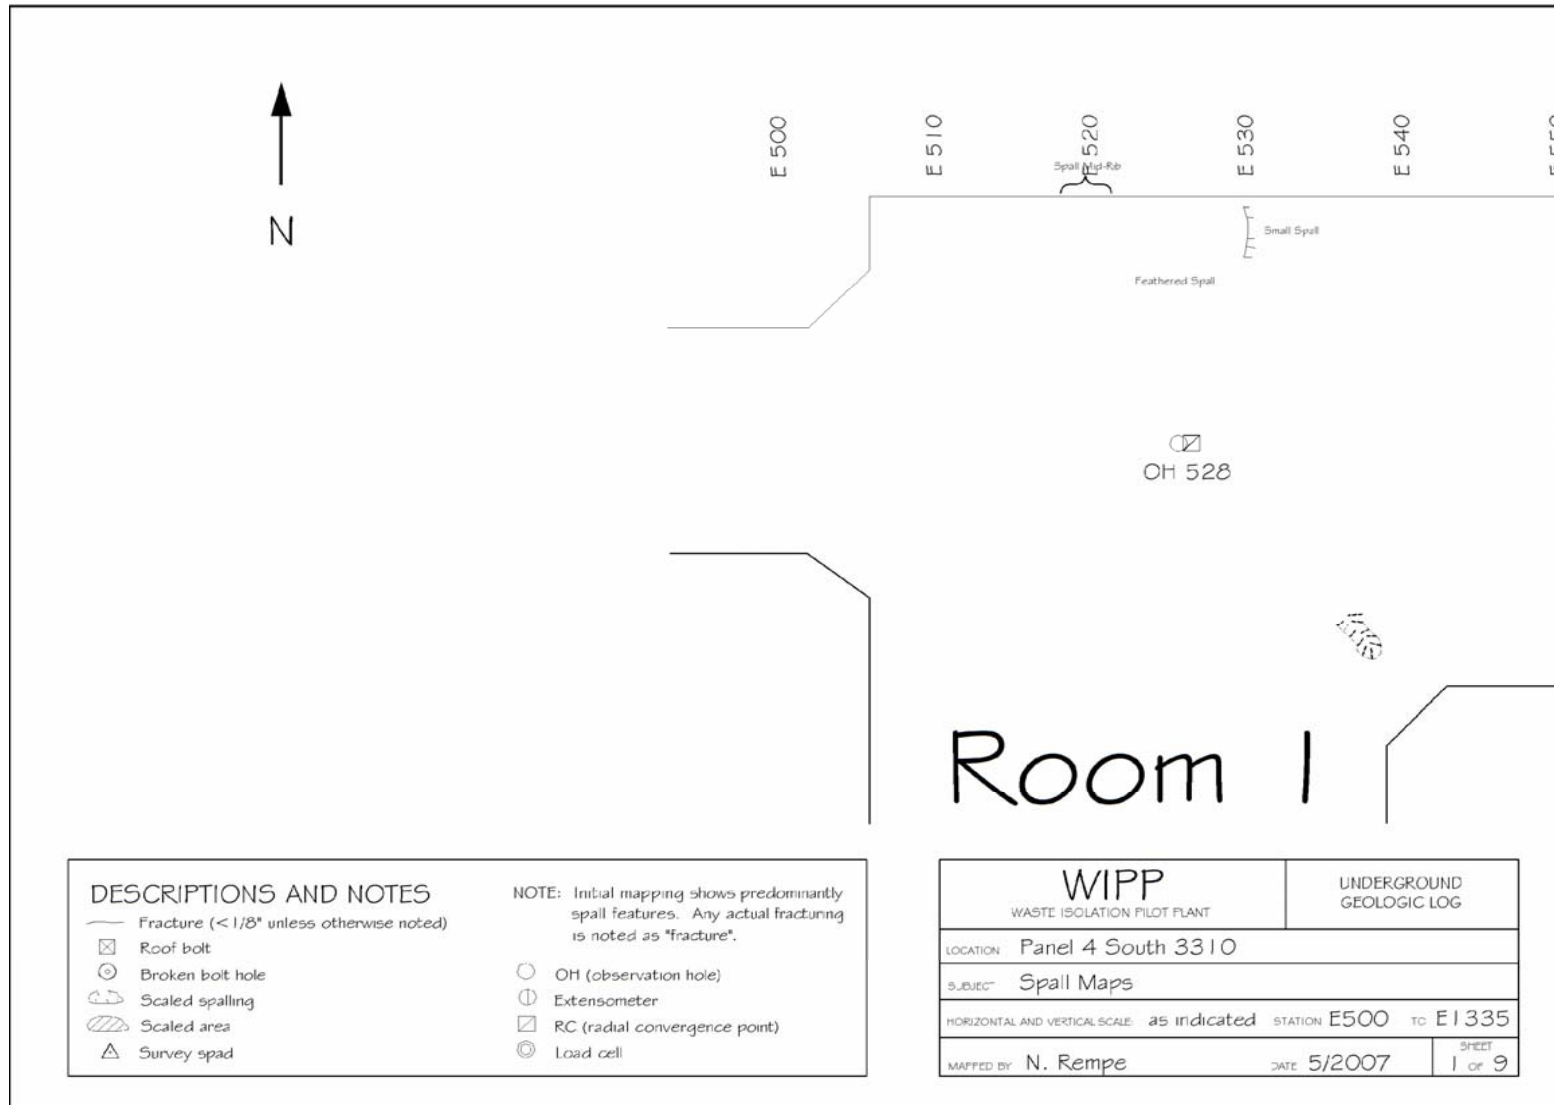 E 500
E 510
E 520
E 530
E 540
Spall Mid-Rib
N
Small Spall
Feathered Spall
OH 528
Room 1
DESCRIPTIONS AND NOTES
Fracture (<1/8" unless otherwise noted)
Roof bolt
Broken bolt hole
Scaled spalling
Scaled area
Survey spad
NOTE: Initial mapping shows predominantly
spall features. Any actual fracturing
is noted as "fracture".
OH (observation hole)
Extensometer
RC (radial convergence point)
Load cell
WIPP
WASTE ISOLATION PILOT PLANT
UNDERGROUND
GEOLOGIC LOG
LOCATION Panel 4 South 3310
SUBJECT Spall Maps
HORIZONTAL AND VERTICAL SCALE: as indicated STATION E500 TO E1335
MAPPED BY N. Rempe DATE 5/2007 SHEET
1 OF 9